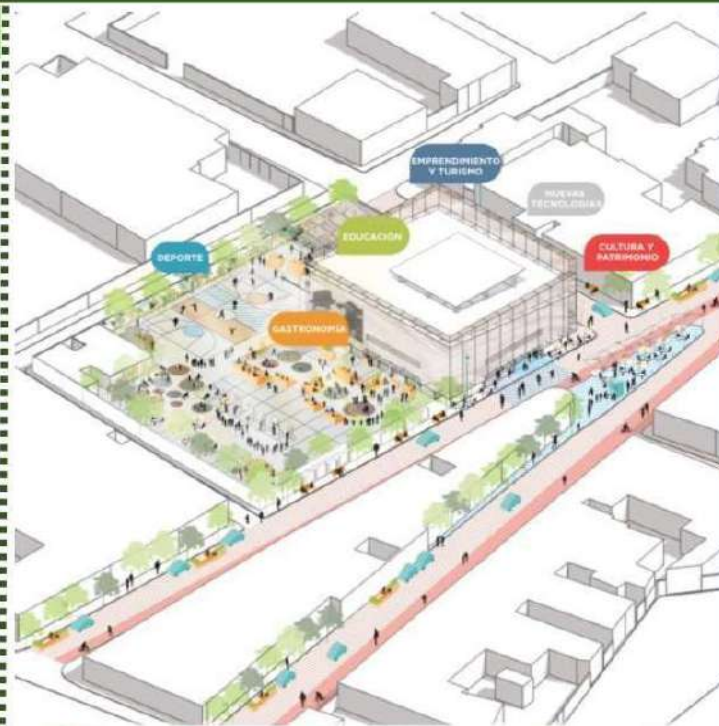 EMPRENDIMIENTO
Y TURISMO
NUEVAS
TECNOLOGÍAS
EDUCACIÓN
CULTURA Y
PATRIMONIO
DEPORTE
GASTRONOMÍA